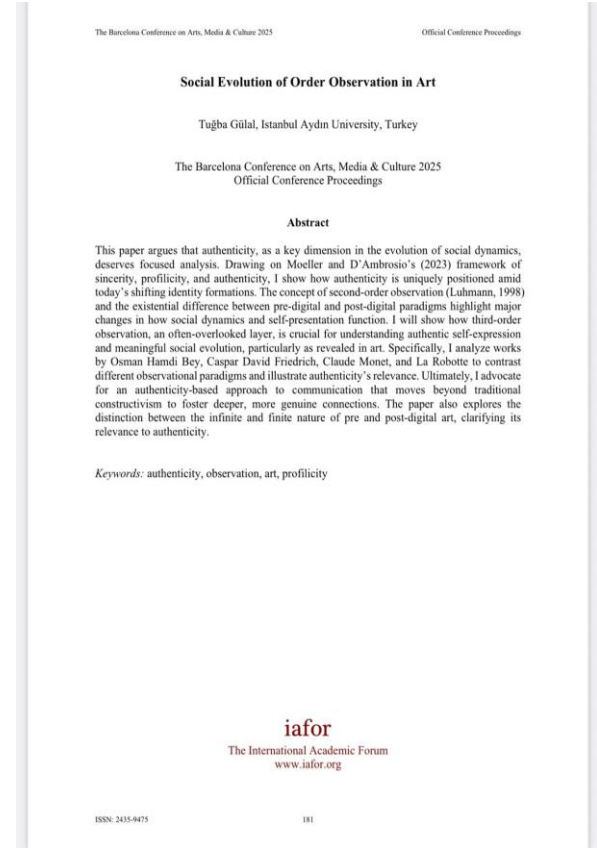 The Barcelona Conference on Arts, Media & Culture 2025 Official Conference Proceedings
Social Evolution of Order Observation in Art
Tuğba Gülal, Istanbul Aydın University, Turkey
The Barcelona Conference on Arts, Media & Culture 2025
Official Conference Proceedings
Abstract
This paper argues that authenticity, as a key dimension in the evolution of social dynamics,
deserves focused analysis. Drawing on Moeller and D’Ambrosio’s (2023) framework of
sincerity, profilicity, and authenticity, I show how authenticity is uniquely positioned amid
today’s shifting identity formations. The concept of second-order observation (Luhmann, 1998)
and the existential difference between pre-digital and post-digital paradigms highlight major
changes in how social dynamics and self-presentation function. I will show how third-order
observation, an often-overlooked layer, is crucial for understanding authentic self-expression
and meaningful social evolution, particularly as revealed in art. Specifically, I analyze works
by Osman Hamdi Bey, Caspar David Friedrich, Claude Monet, and La Robotte to contrast
different observational paradigms and illustrate authenticity’s relevance. Ultimately, I advocate
for an authenticity-based approach to communication that moves beyond traditional
constructivism to foster deeper, more genuine connections. The paper also explores the
distinction between the infinite and finite nature of pre and post-digital art, clarifying its
relevance to authenticity.
Keywords: authenticity, observation, art, profilicity
iafor
The International Academic Forum
www.iafor.org
ISSN: 2435-9475 181